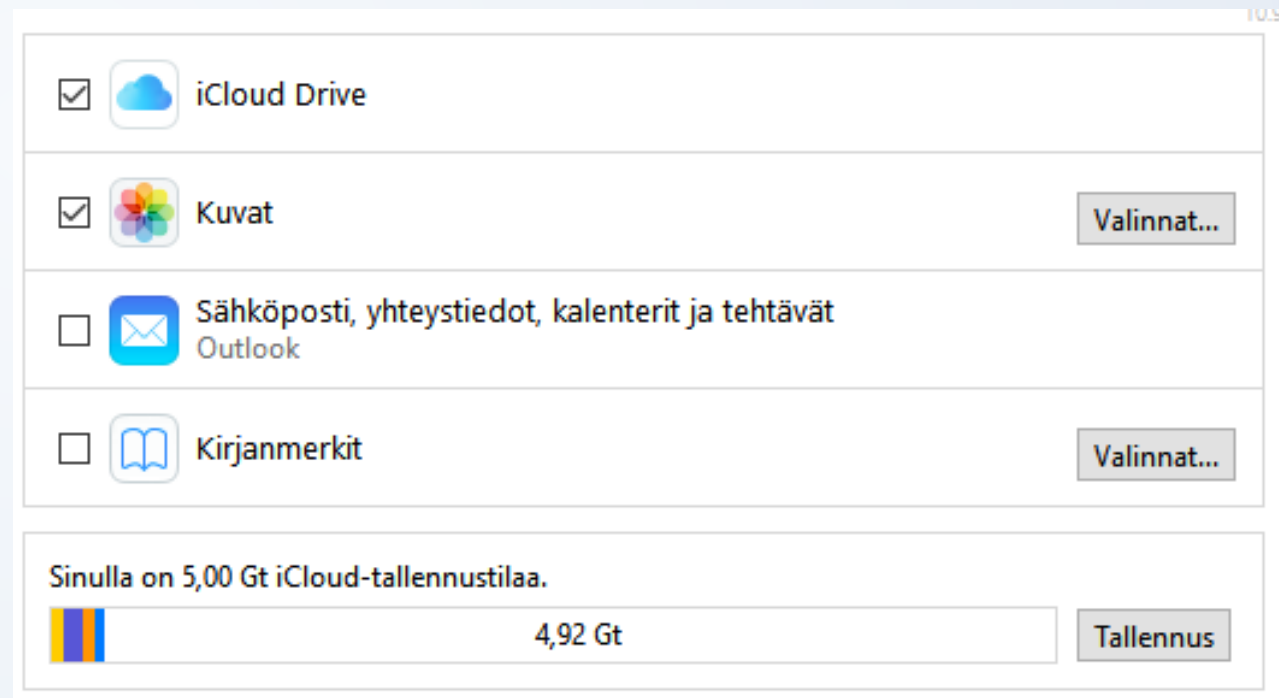 iCloud Drive
Kuvat
Valinnat...
Sähköposti, yhteystiedot, kalenterit ja tehtävät
Outlook
Kirjanmerkit
Valinnat...
Sinulla on 5,00 Gt iCloud-tallennustilaa.
4,92 Gt
Tallennus